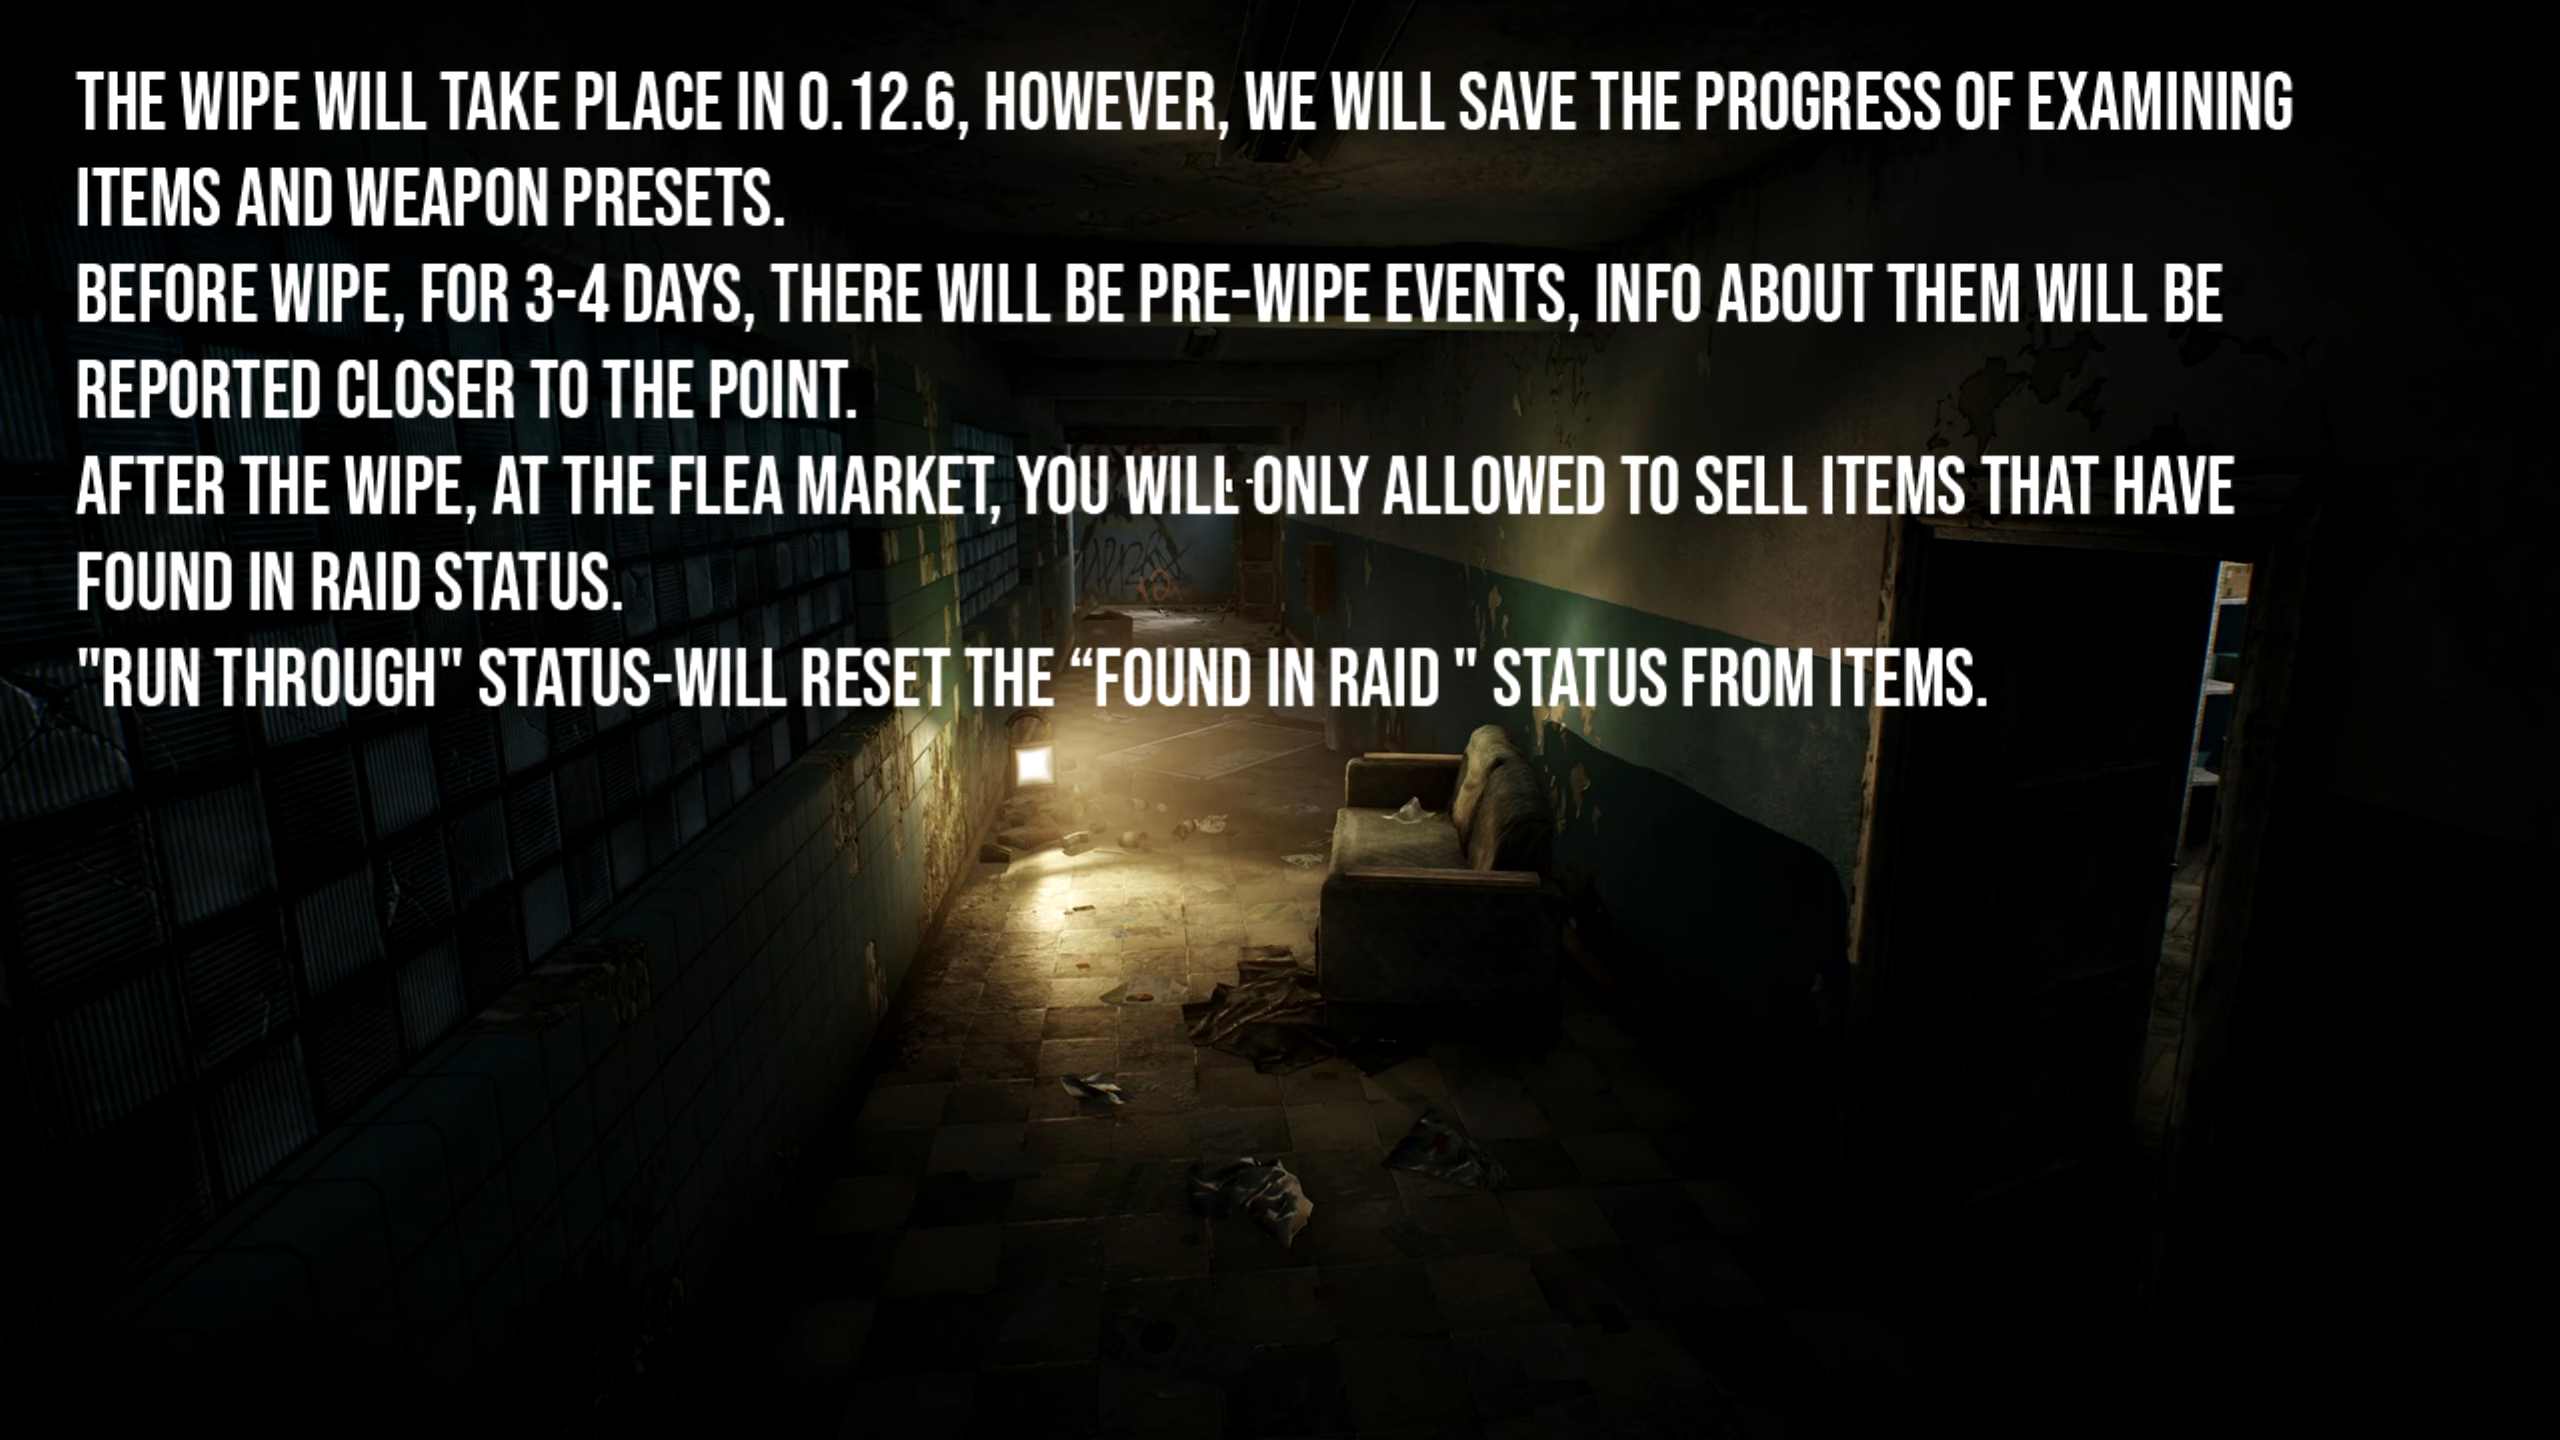 THE WIPE WILL TAKE PLACE IN 0.12.6, HOWEVER, WE WILL SAVE THE PROGRESS OF EXAMINING
ITEMS AND WEAPON PRESETS.
BEFORE WIPE, FOR 3-4 DAYS, THERE WILL BE PRE-WIPE EVENTS, INFO ABOUT THEM WILL BE
REPORTED CLOSER TO THE POINT.
AFTER THE WIPE, AT THE FLEA MARKET, YOU WILL ONLY ALLOWED TO SELL ITEMS THAT HAVE
FOUND IN RAID STATUS.
"RUN THROUGH" STATUS-WILL RESET THE “FOUND IN RAID " STATUS FROM ITEMS.